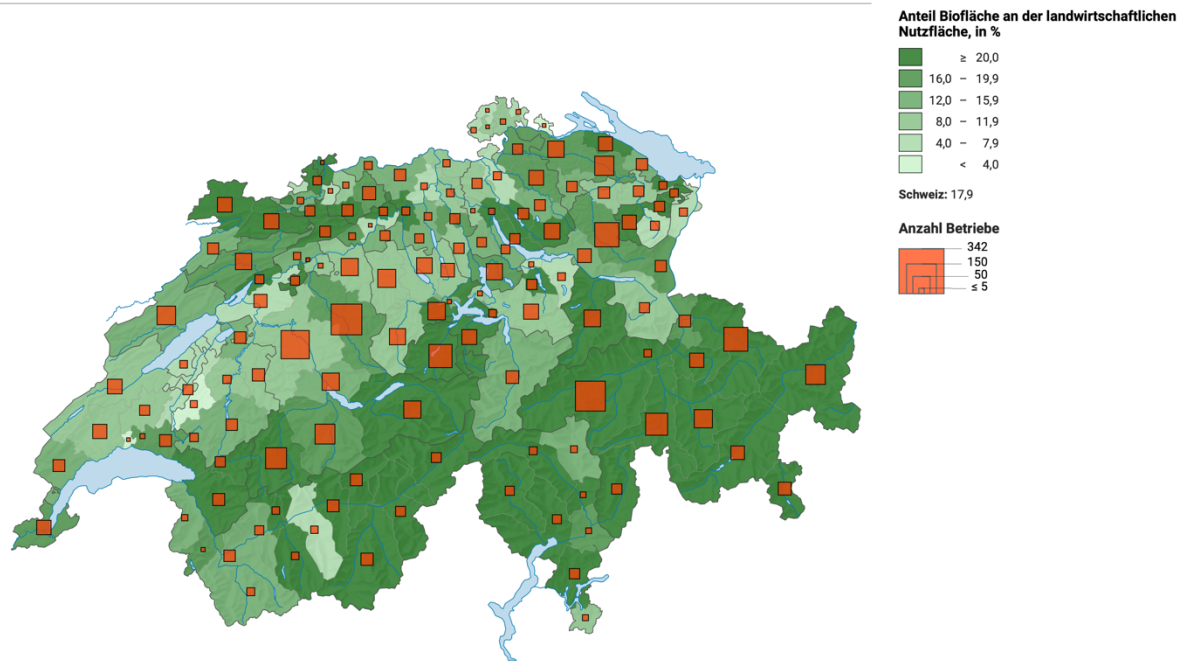 Anteil Biofläche an der landwirtschaftlichen
Nutzfläche, in %
≥ 20,0
16,0 – 19,9
12,0 – 15,9
8,0 – 11,9
4,0 – 7,9
< 4,0
Schweiz: 17,9
Anzahl Betriebe
342
150
50
≤ 5